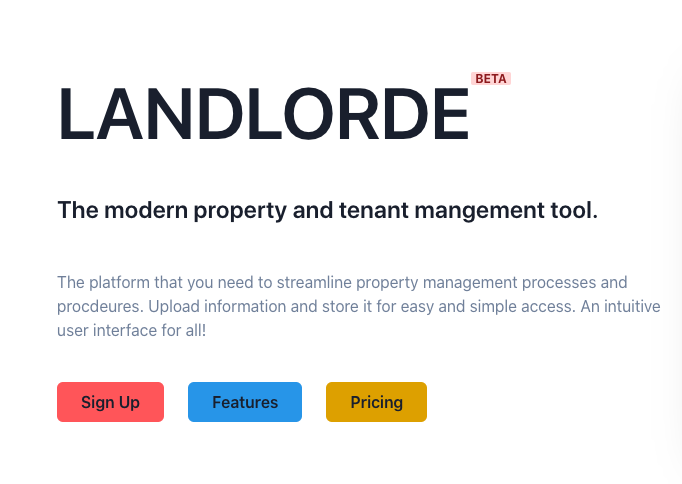 LANDLORDE BETA
The modern property and tenant mangement tool.
The platform that you need to streamline property management processes and
procdeures. Upload information and store it for easy and simple access. An intuitive
user interface for all!
Sign Up Features Pricing